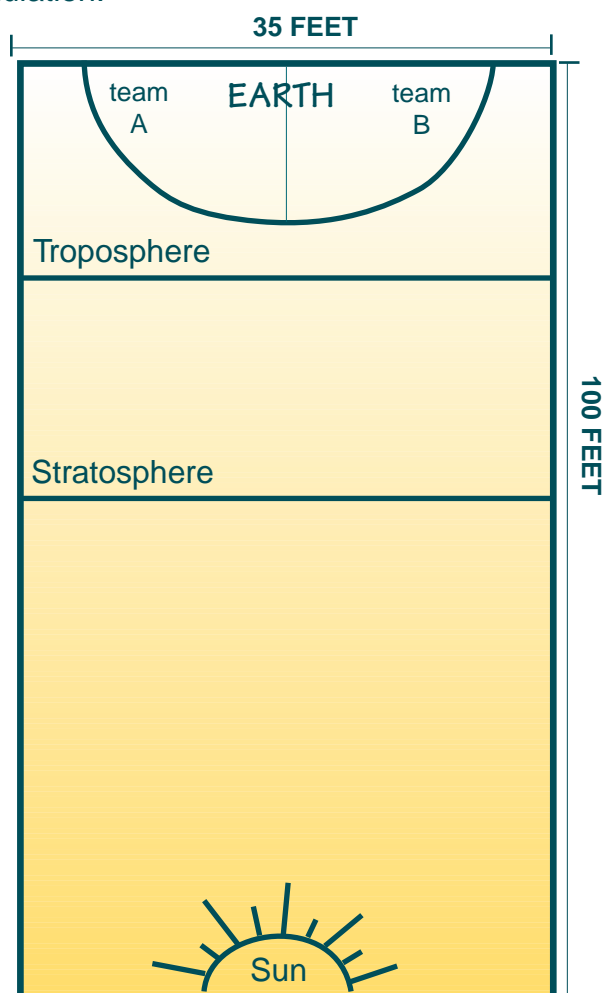 35 FEET
team
A
EARTH
team
B
Troposphere
100 FEET
Stratosphere
Sun